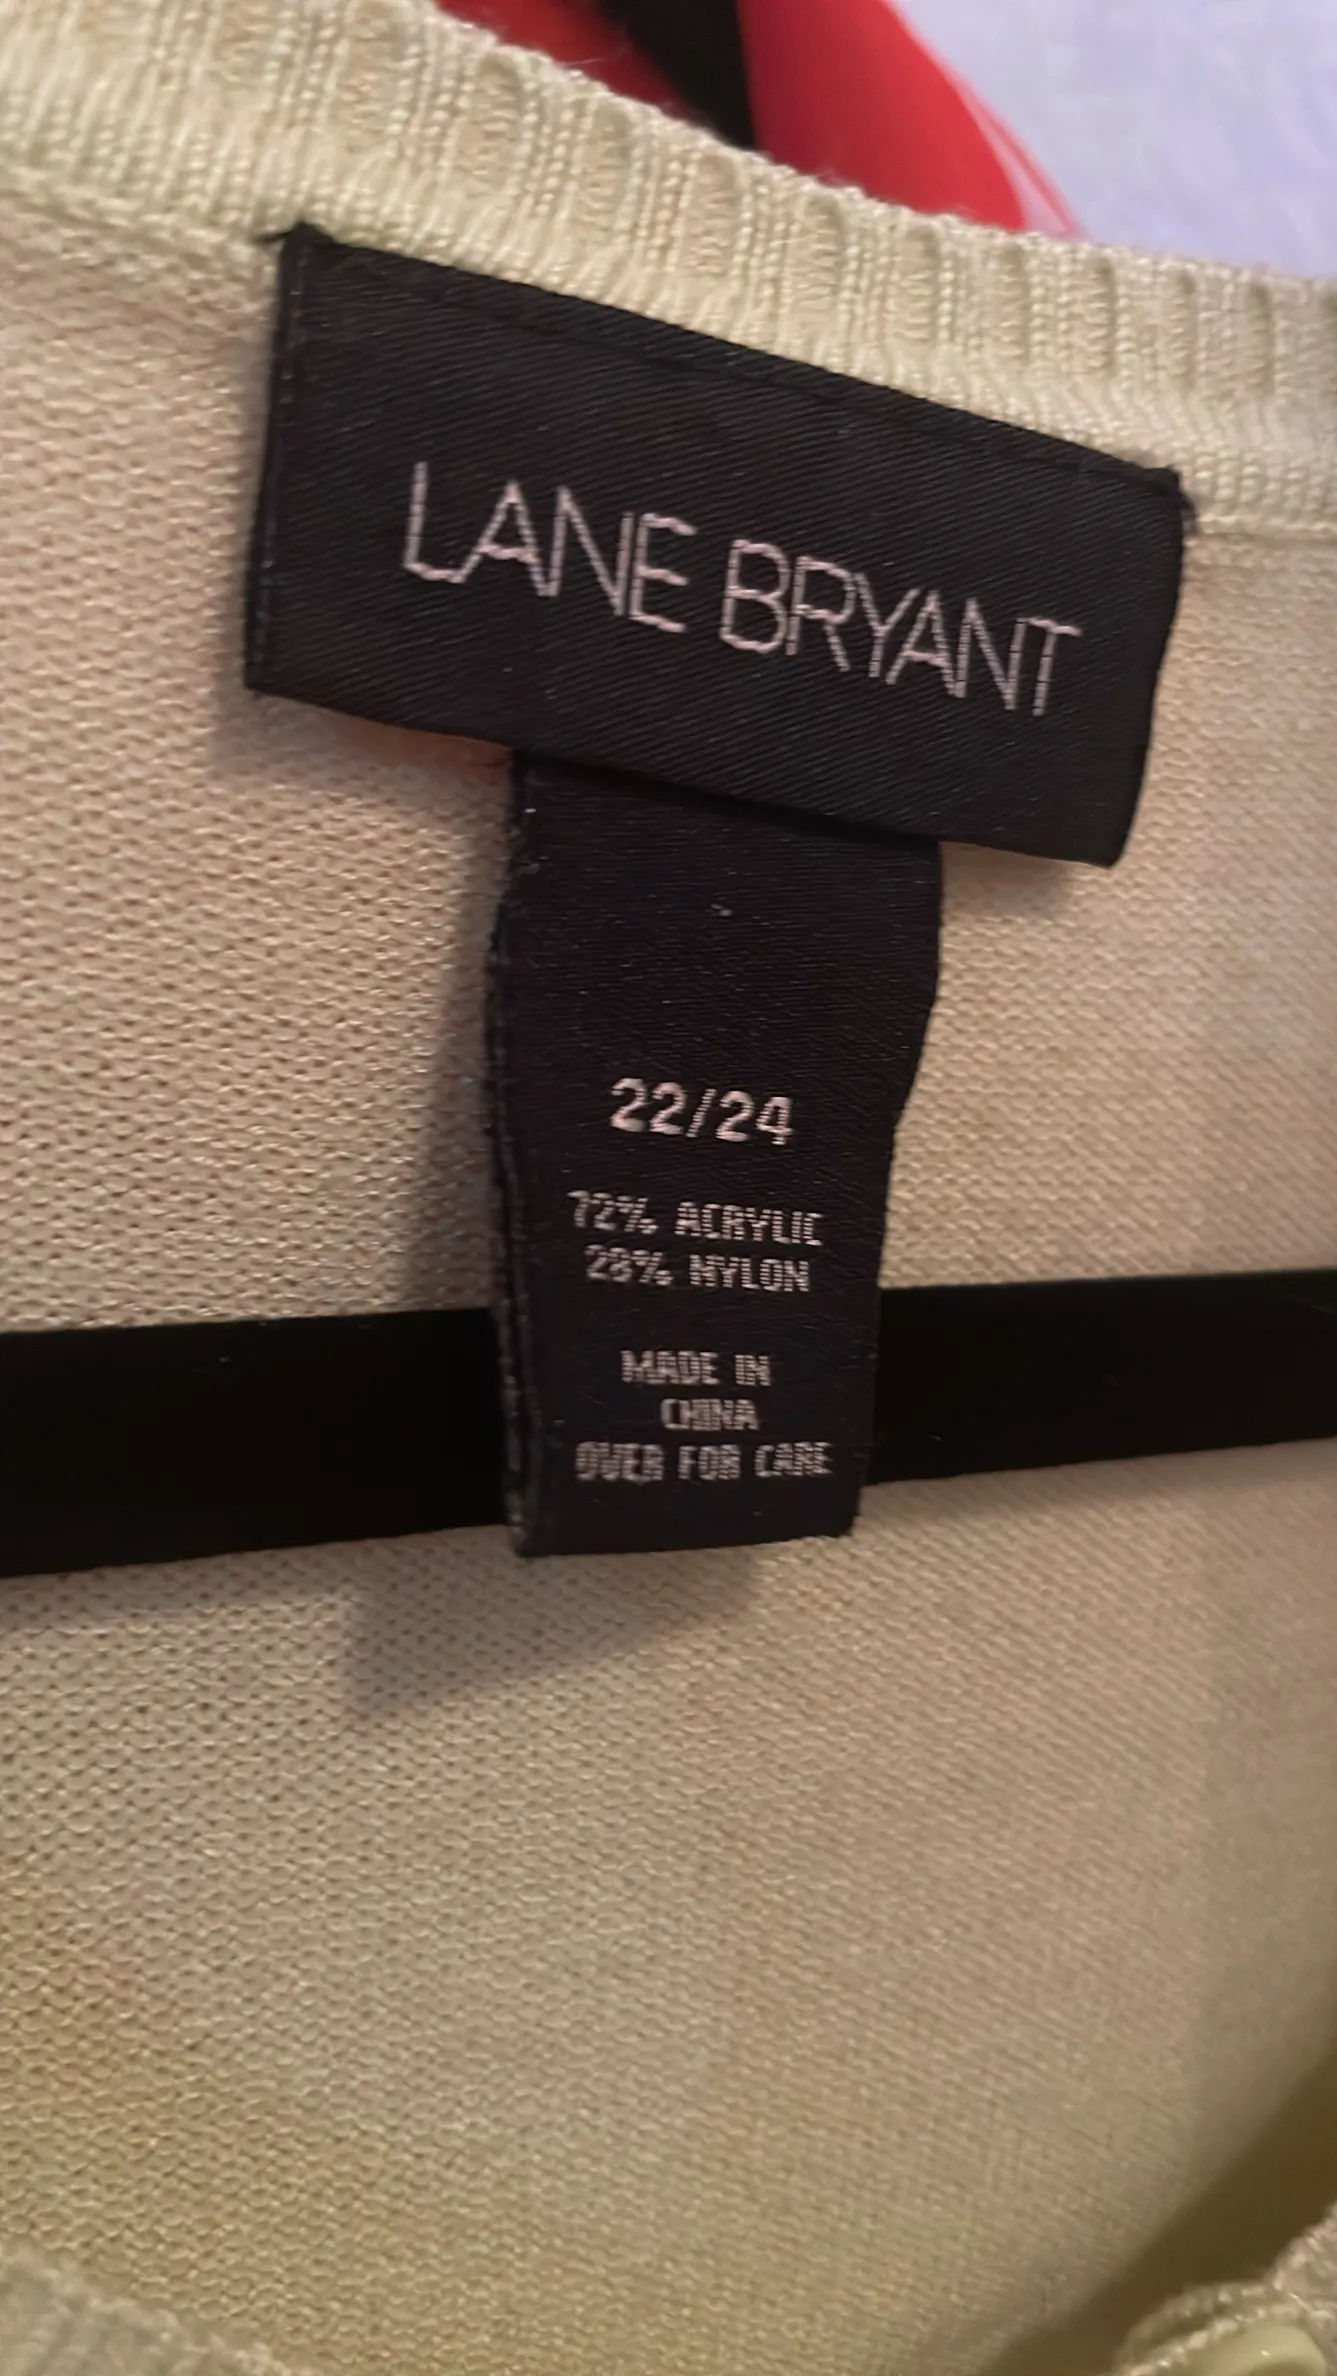 LANE BRYANT
22/24
72% ACRYLIC
28% NYLON
MADE IN
CHINA
OVER FOR CARE